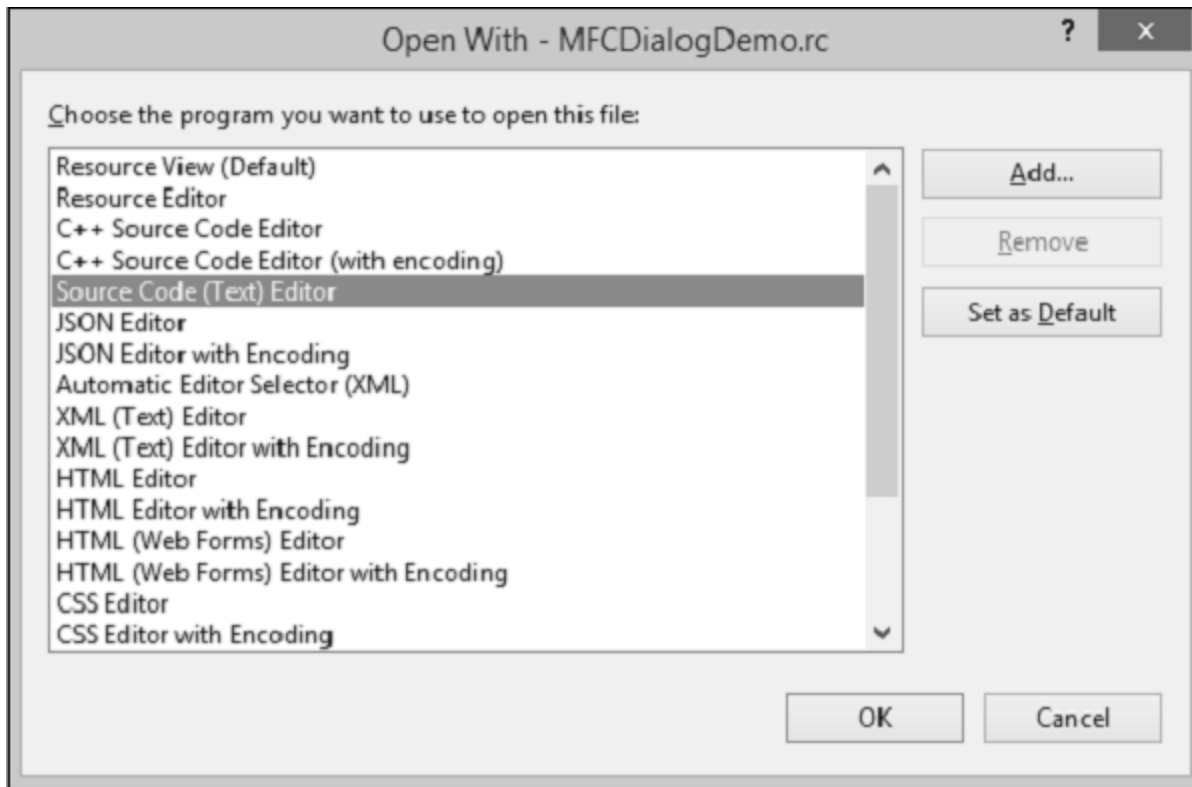 Open With - MFCDialogDemo.rc
?
x
Choose the program you want to use to open this file:
Resource View (Default)
Resource Editor
C++ Source Code Editor
C++ Source Code Editor (with encoding)
Source Code (Text) Editor
JSON Editor
JSON Editor with Encoding
Automatic Editor Selector (XML)
XML (Text) Editor
XML (Text) Editor with Encoding
HTML Editor
HTML Editor with Encoding
HTML (Web Forms) Editor
HTML (Web Forms) Editor with Encoding
CSS Editor
CSS Editor with Encoding
Add...
Remove
Set as Default
OK
Cancel